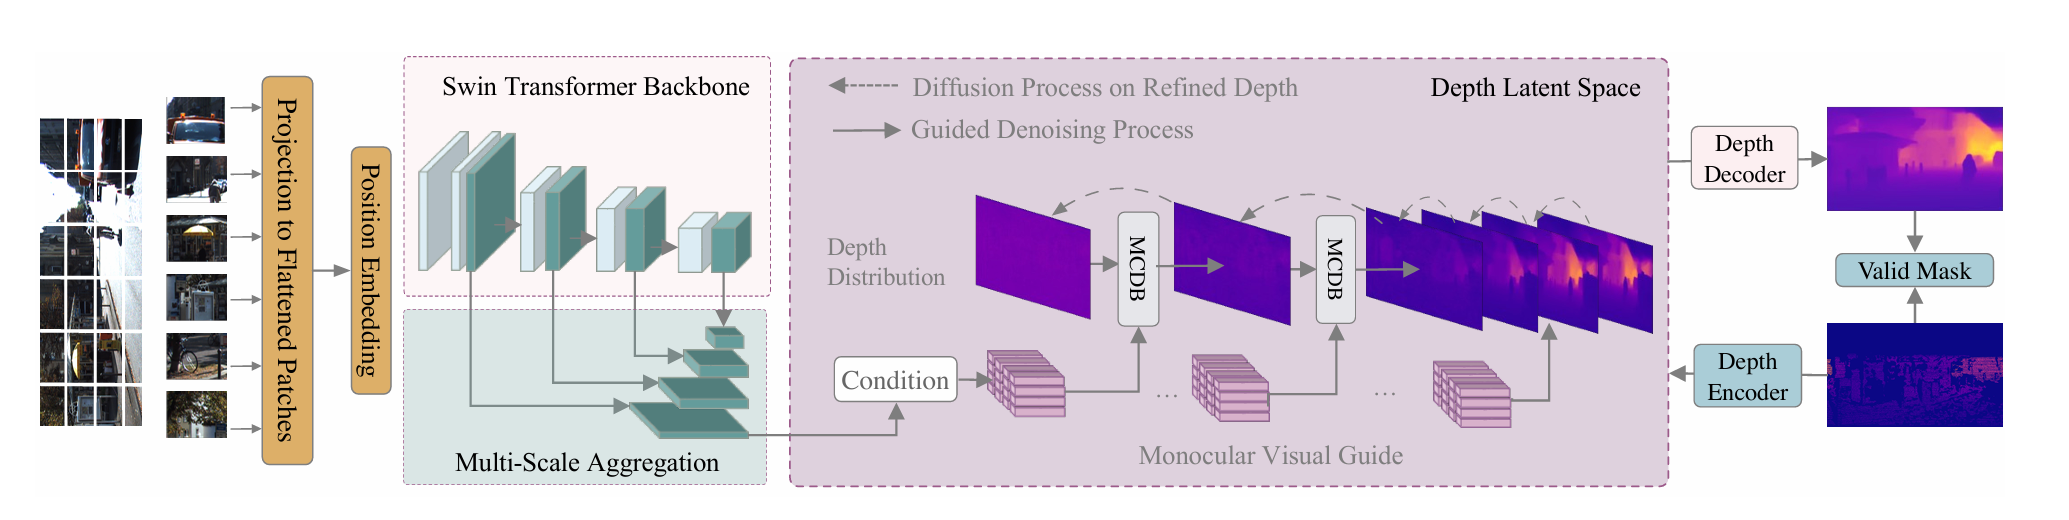 Projection to Flattened Patches
Position Embedding
Swin Transformer Backbone
Multi-Scale Aggregation
Diffusion Process on Refined Depth
Guided Denoising Process
Depth Latent Space
Depth
Distribution
MCDB
MCDB
Condition
...
...
Monocular Visual Guide
Depth
Decoder
Valid Mask
Depth
Encoder